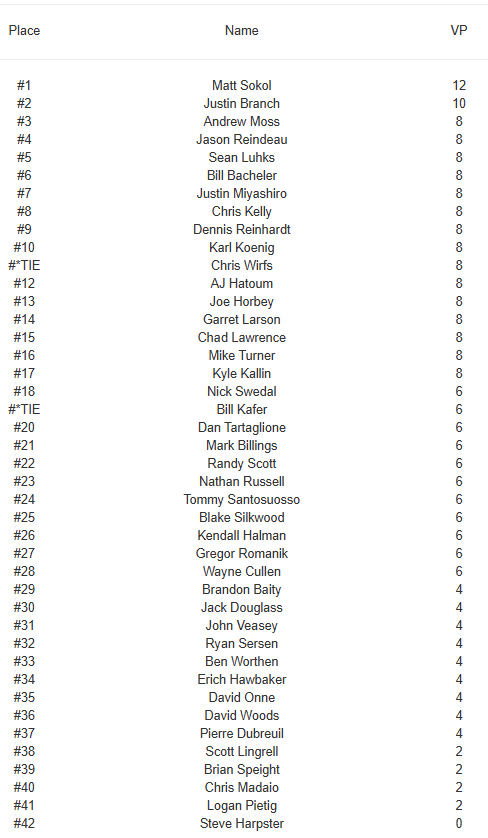 Place Name VP
#1 Matt Sokol 12
#2 Justin Branch 10
#3 Andrew Moss 8
#4 Jason Reindeau 8
#5 Sean Luhks 8
#6 Bill Bacheler 8
#7 Justin Miyashiro 8
#8 Chris Kelly 8
#9 Dennis Reinhardt 8
#10 Karl Koenig 8
#*TIE Chris Wirfs 8
#12 AJ Hatoum 8
#13 Joe Horbey 8
#14 Garret Larson 8
#15 Chad Lawrence 8
#16 Mike Turner 8
#17 Kyle Kallin 8
#18 Nick Swedal 6
#*TIE Bill Kafer 6
#20 Dan Tartaglione 6
#21 Mark Billings 6
#22 Randy Scott 6
#23 Nathan Russell 6
#24 Tommy Santosuosso 6
#25 Blake Silkwood 6
#26 Kendall Halman 6
#27 Gregor Romanik 6
#28 Wayne Cullen 6
#29 Brandon Baity 4
#30 Jack Douglass 4
#31 John Veasey 4
#32 Ryan Sersen 4
#33 Ben Worthen 4
#34 Erich Hawbaker 4
#35 David Onne 4
#36 David Woods 4
#37 Pierre Dubreuil 4
#38 Scott Lingrell 2
#39 Brian Speight 2
#40 Chris Madaio 2
#41 Logan Pietig 2
#42 Steve Harpster 0